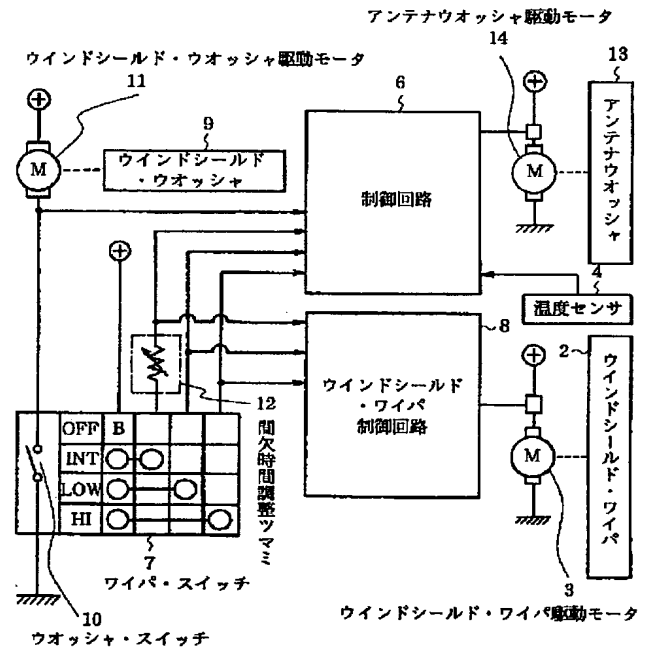 アンテナウオッシャ駆動モータ
14
13
ウインドシールド・ウオッシャ駆動モータ
11
6
9
M
ウインドシールド
・ウオッシャ
制御回路
M
アンテナウオッシャ
4
温度センサ
8
2
12
ウインドシールド
・ワイパ
制御回路
M
ウインドシールド・ワイパ
OFF B
INT
LOW
HI
間欠時間調整ツマミ
7
ワイパ・スイッチ
3
10
ウインドシールド・ワイパ駆動モータ
ウオッシャ・スイッチ